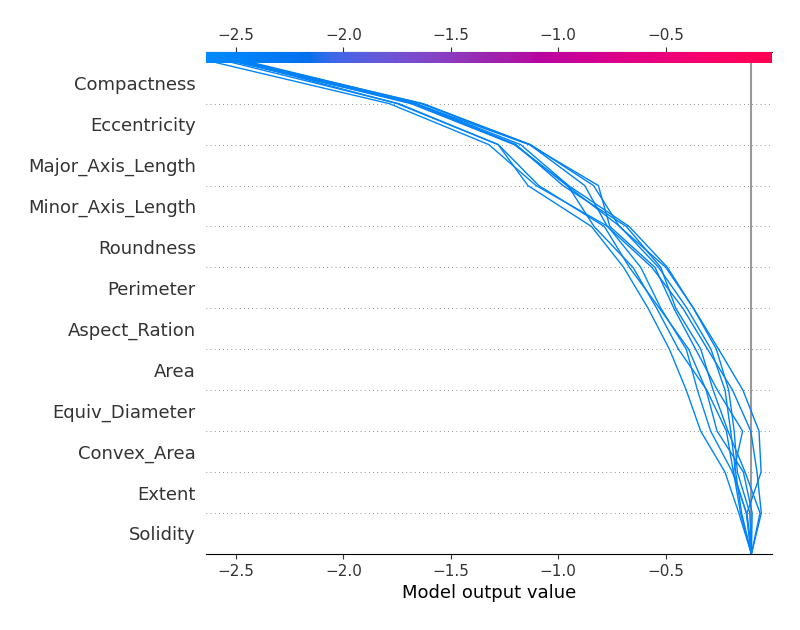 −2.5 −2.0 −1.5 −1.0 −0.5
Compactness
Eccentricity
Major_Axis_Length
Minor_Axis_Length
Roundness
Perimeter
Aspect_Ration
Area
Equiv_Diameter
Convex_Area
Extent
Solidity
−2.5 −2.0 −1.5 −1.0 −0.5
Model output value